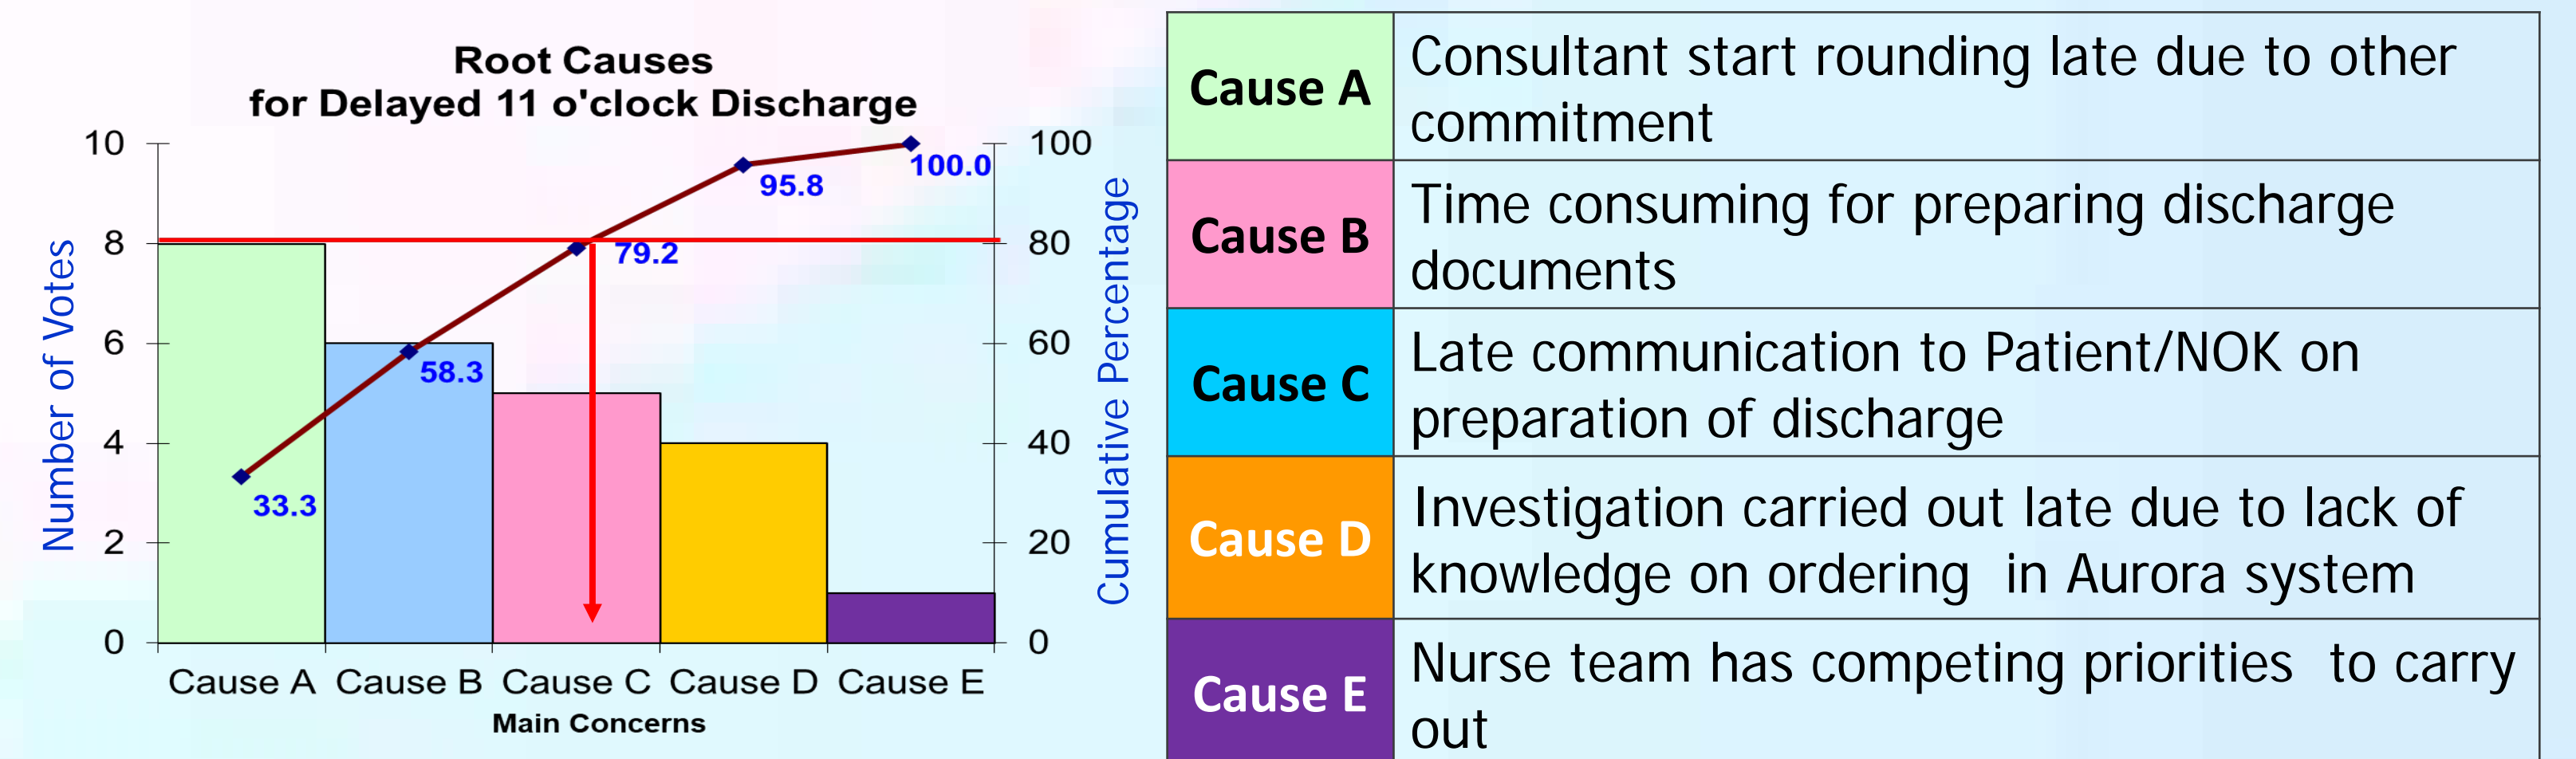 Root Causes
for Delayed 11 o'clock Discharge
Number of Votes
10
8
6
4
2
0
33.3
58.3
79.2
95.8
100.0
100
80
60
40
20
0
Cumulative Percentage
Cause A Cause B Cause C Cause D Cause E
Main Concerns
Cause A
Consultant start rounding late due to other
commitment
Cause B
Time consuming for preparing discharge
documents
Cause C
Late communication to Patient/NOK on
preparation of discharge
Cause D
Investigation carried out late due to lack of
knowledge on ordering  in Aurora system
Cause E
Nurse team has competing priorities  to carry
out